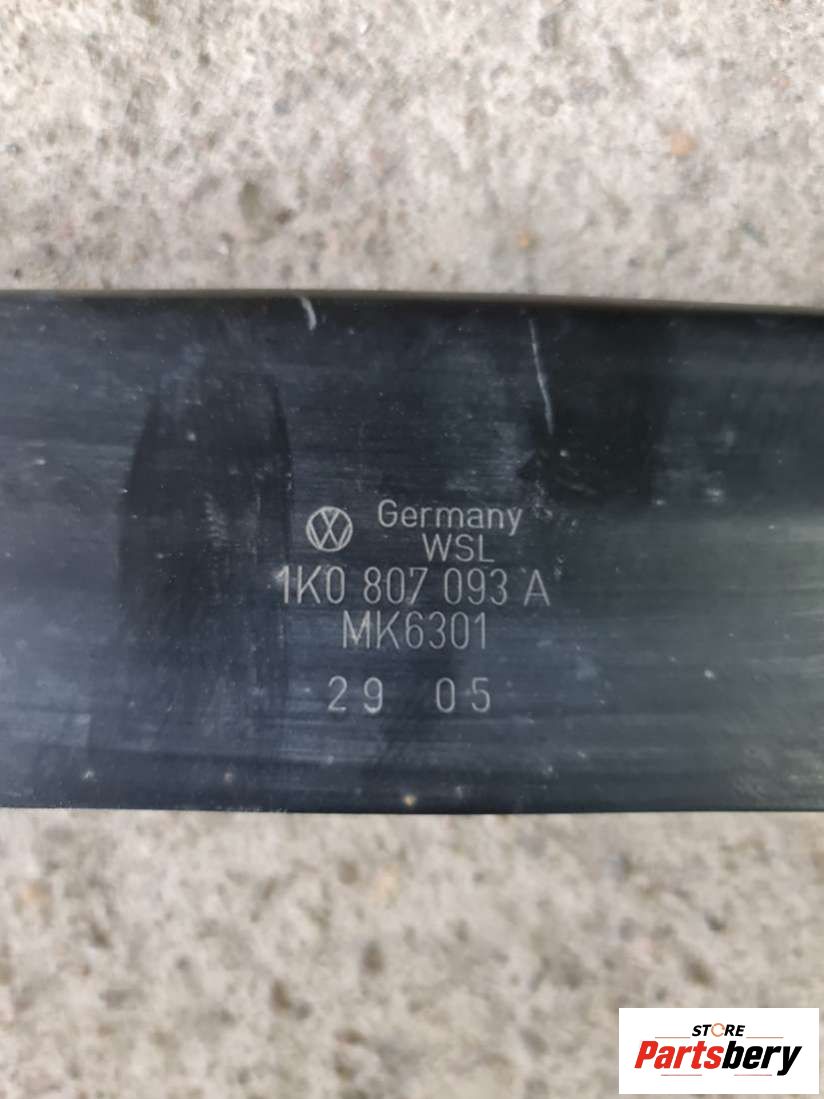 Germany
WSL
1K0 807 093 A
MK6301
29 05
STORE
Partsbery